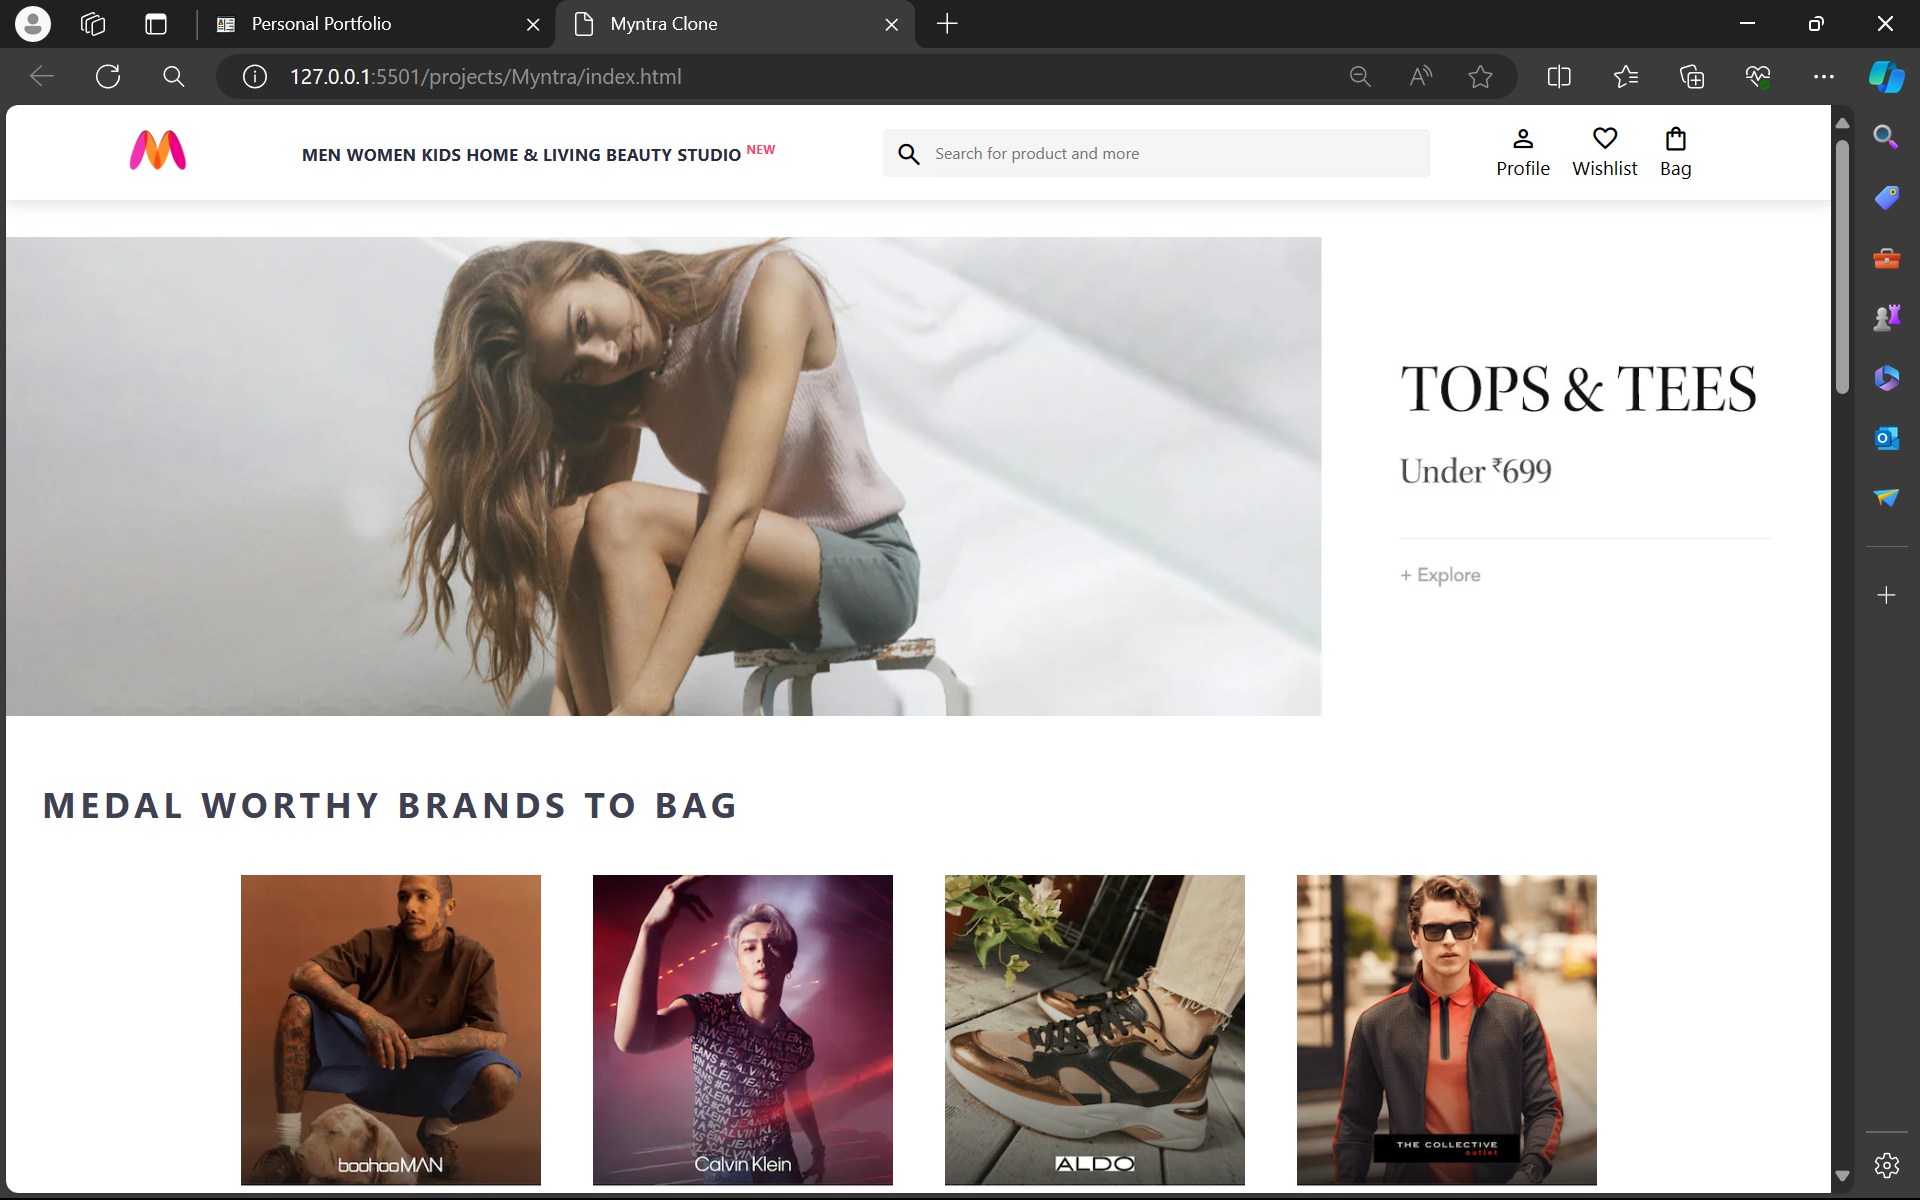 Personal Portfolio
Myntra Clone
127.0.0.1:5501/projects/Myntra/index.html
MEN WOMEN KIDS HOME & LIVING BEAUTY STUDIO NEW
Search for product and more
Profile
Wishlist
Bag
TOPS & TEES
Under ₹699
+ Explore
MEDAL WORTHY BRANDS TO BAG
boohooMAN
Calvin Klein
ALDO
THE COLLECTIVE
outlet